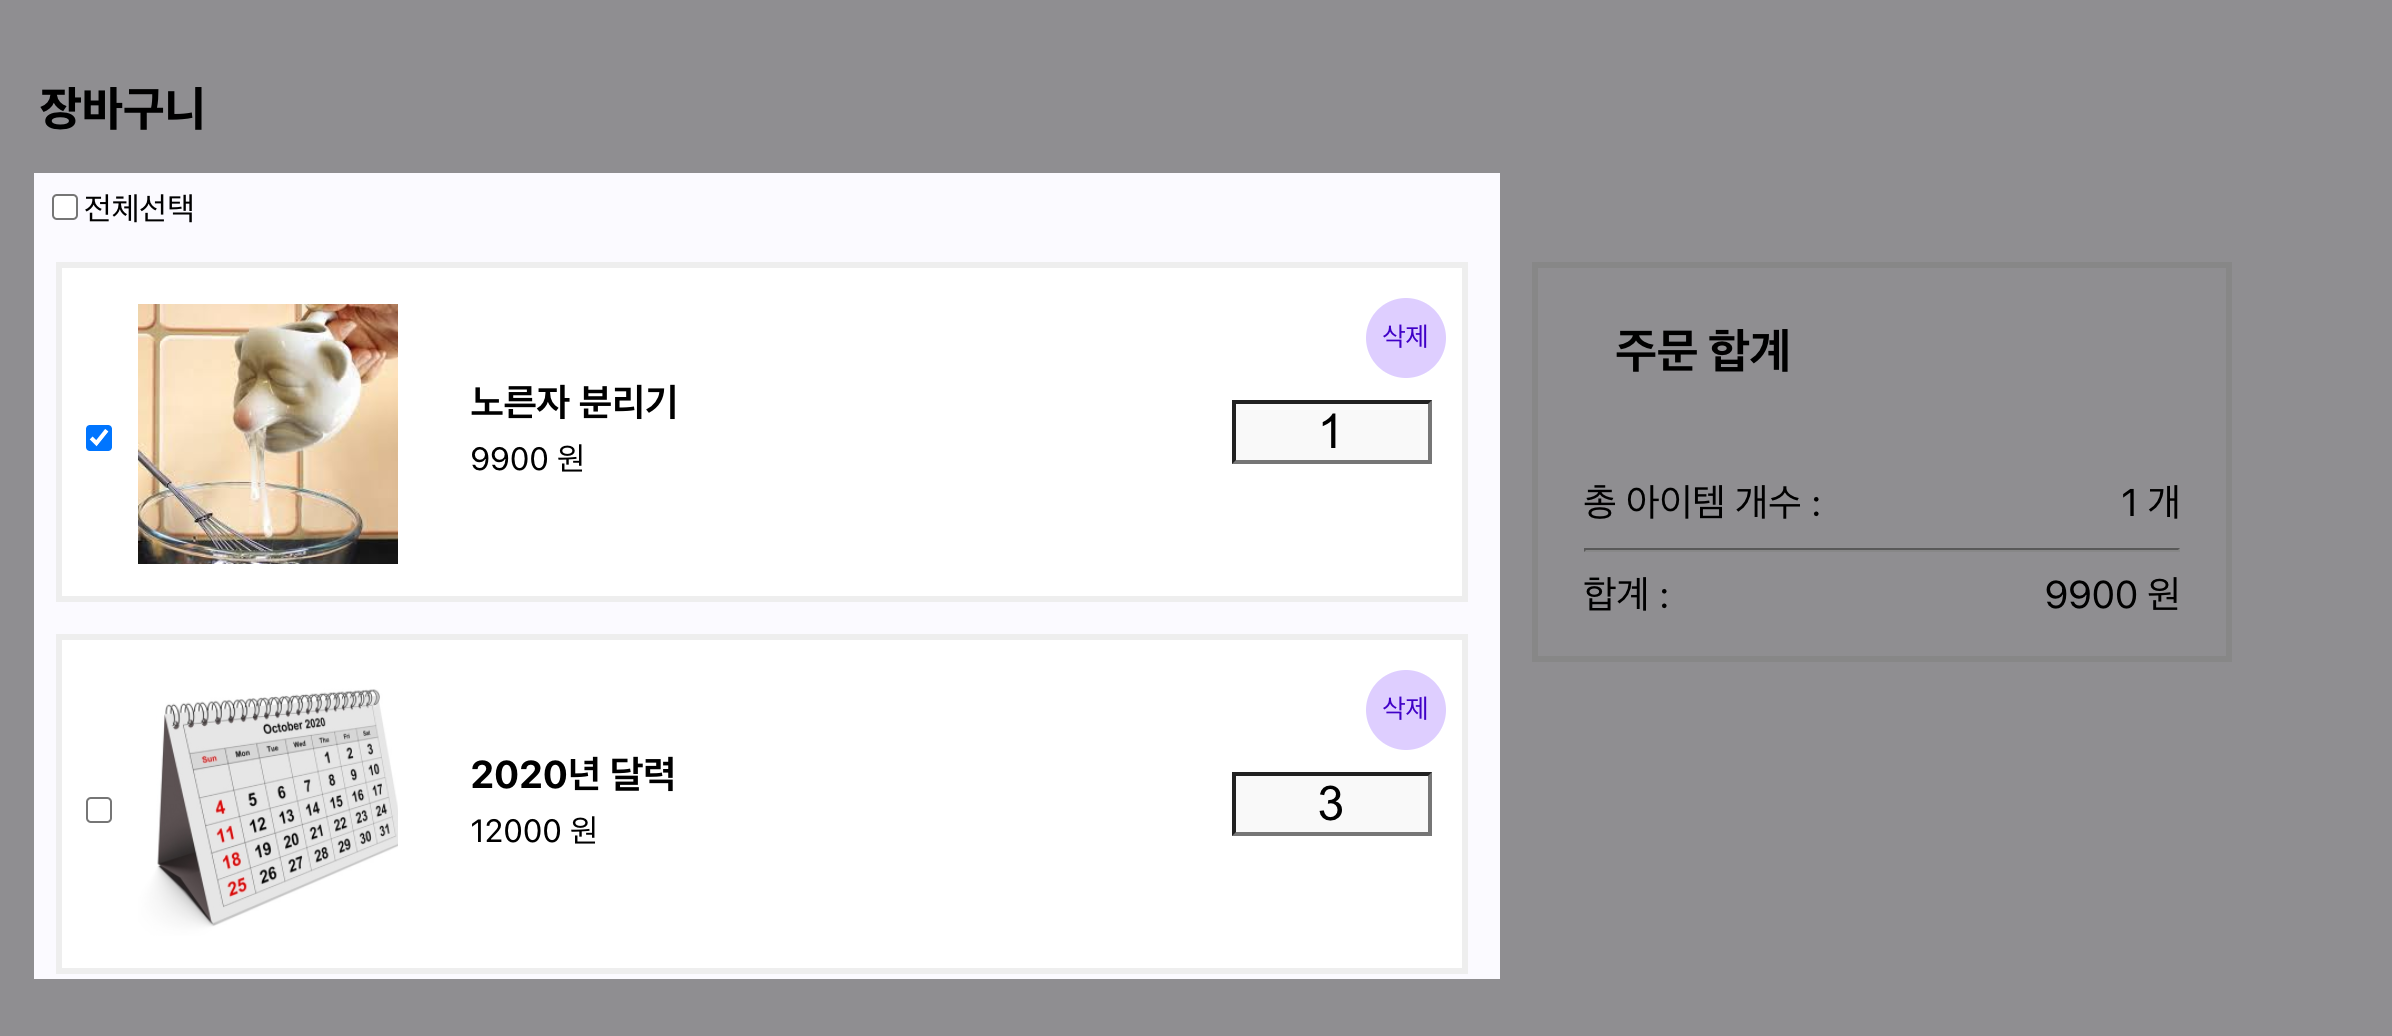 장바구니
전체선택
삭제
노른자 분리기
9900 원
1
삭제
October 2020
Sun Mon Tue Wed Thu Fri Sat
1 2 3
4 5 6 7 8 9 10
11 12 13 14 15 16 17
18 19 20 21 22 23 24
25 26 27 28 29 30 31
2020년 달력
12000 원
3
주문 합계
총 아이템 개수 : 1 개
합계 : 9900 원